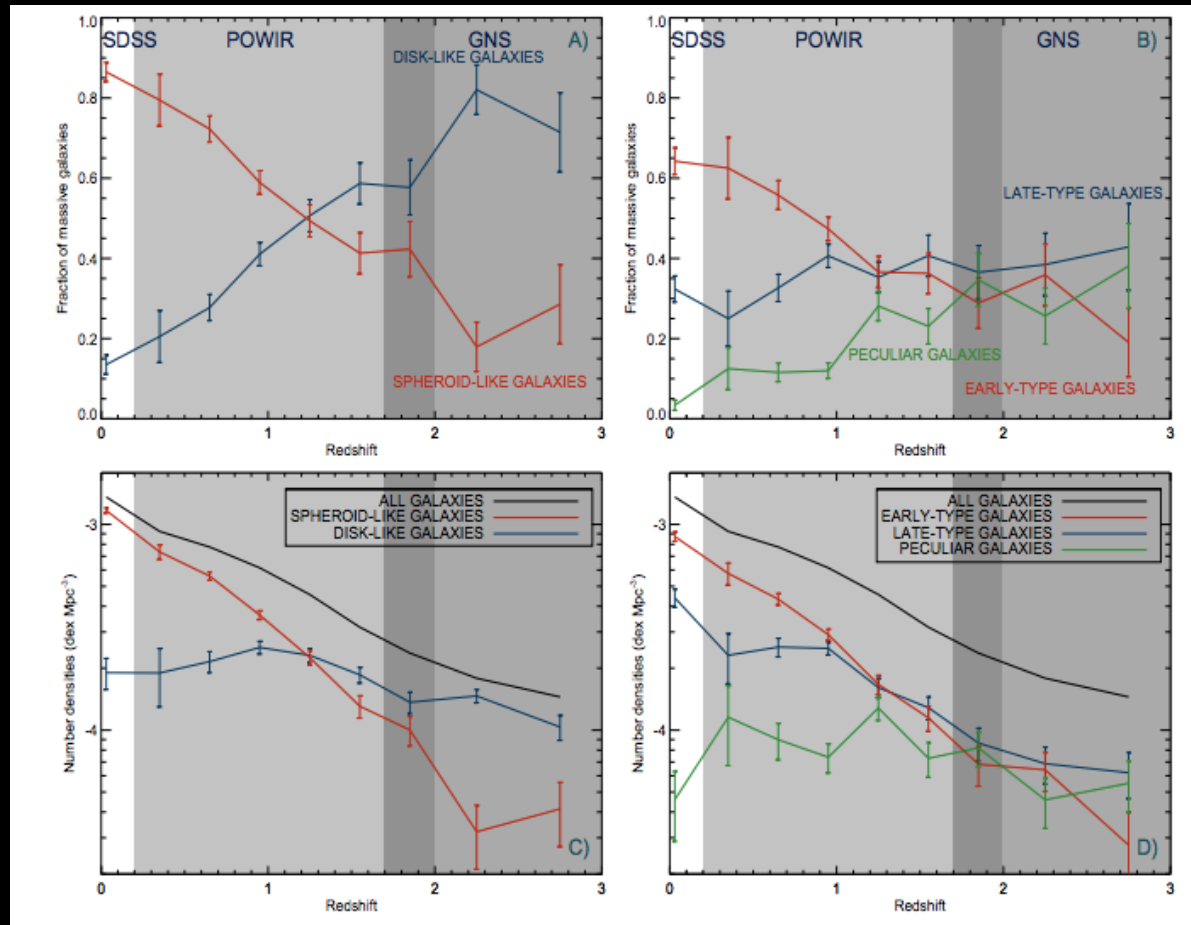 SDSS POWIR GNS A)
DISK-LIKE GALAXIES
SPHEROID-LIKE GALAXIES
Fraction of massive galaxies
1.0
0.8
0.6
0.4
0.2
0.0
0 1 2 3
Redshift
SDSS POWIR GNS B)
LATE-TYPE GALAXIES
PECULIAR GALAXIES
EARLY-TYPE GALAXIES
Fraction of massive galaxies
1.0
0.8
0.6
0.4
0.2
0.0
0 1 2 3
Redshift
ALL GALAXIES
SPHEROID-LIKE GALAXIES
DISK-LIKE GALAXIES
Number densities (dex Mpc⁻³)
-3
-4
C)
0 1 2 3
Redshift
ALL GALAXIES
EARLY-TYPE GALAXIES
LATE-TYPE GALAXIES
PECULIAR GALAXIES
Number densities (dex Mpc⁻³)
-3
-4
D)
0 1 2 3
Redshift